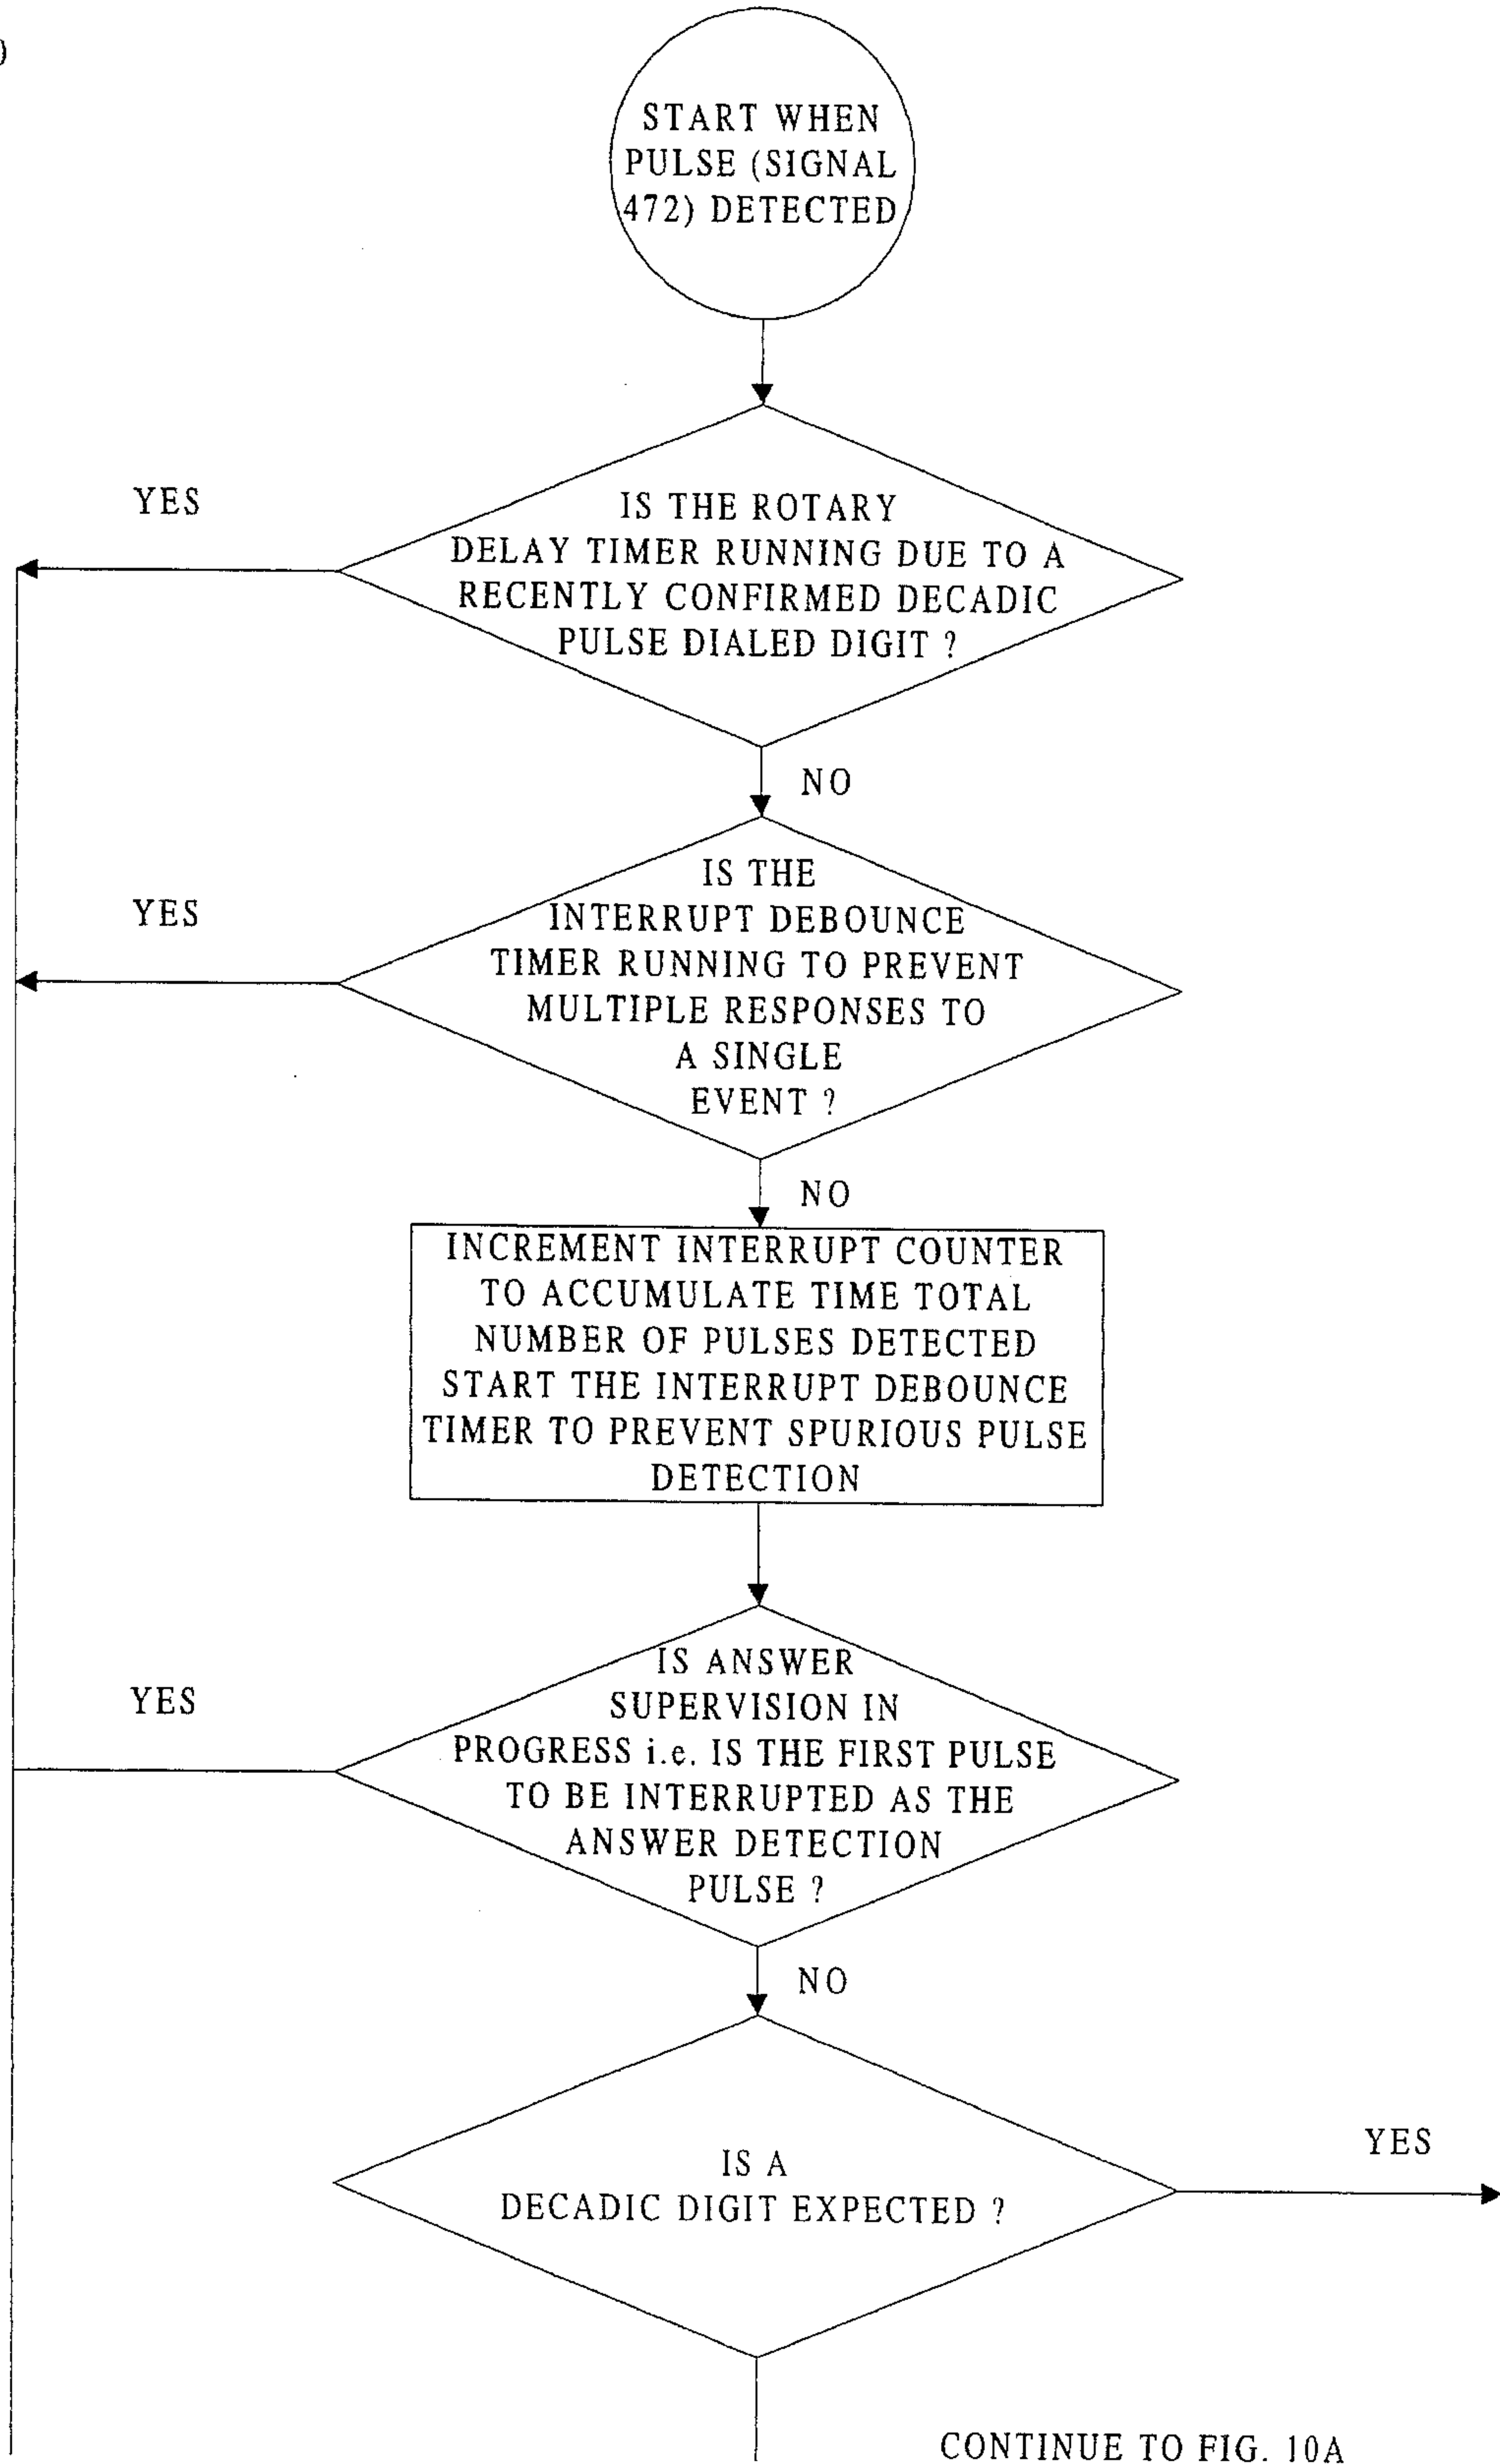 )
START WHEN
PULSE (SIGNAL
472) DETECTED
YES
IS THE ROTARY
DELAY TIMER RUNNING DUE TO A
RECENTLY CONFIRMED DECADIC
PULSE DIALED DIGIT ?
NO
YES
IS THE
INTERRUPT DEBOUNCE
TIMER RUNNING TO PREVENT
MULTIPLE RESPONSES TO
A SINGLE
EVENT ?
NO
INCREMENT INTERRUPT COUNTER
TO ACCUMULATE TIME TOTAL
NUMBER OF PULSES DETECTED
START THE INTERRUPT DEBOUNCE
TIMER TO PREVENT SPURIOUS PULSE
DETECTION
YES
IS ANSWER
SUPERVISION IN
PROGRESS i.e. IS THE FIRST PULSE
TO BE INTERRUPTED AS THE
ANSWER DETECTION
PULSE ?
NO
IS A
DECADIC DIGIT EXPECTED ?
YES
CONTINUE TO FIG. 10A